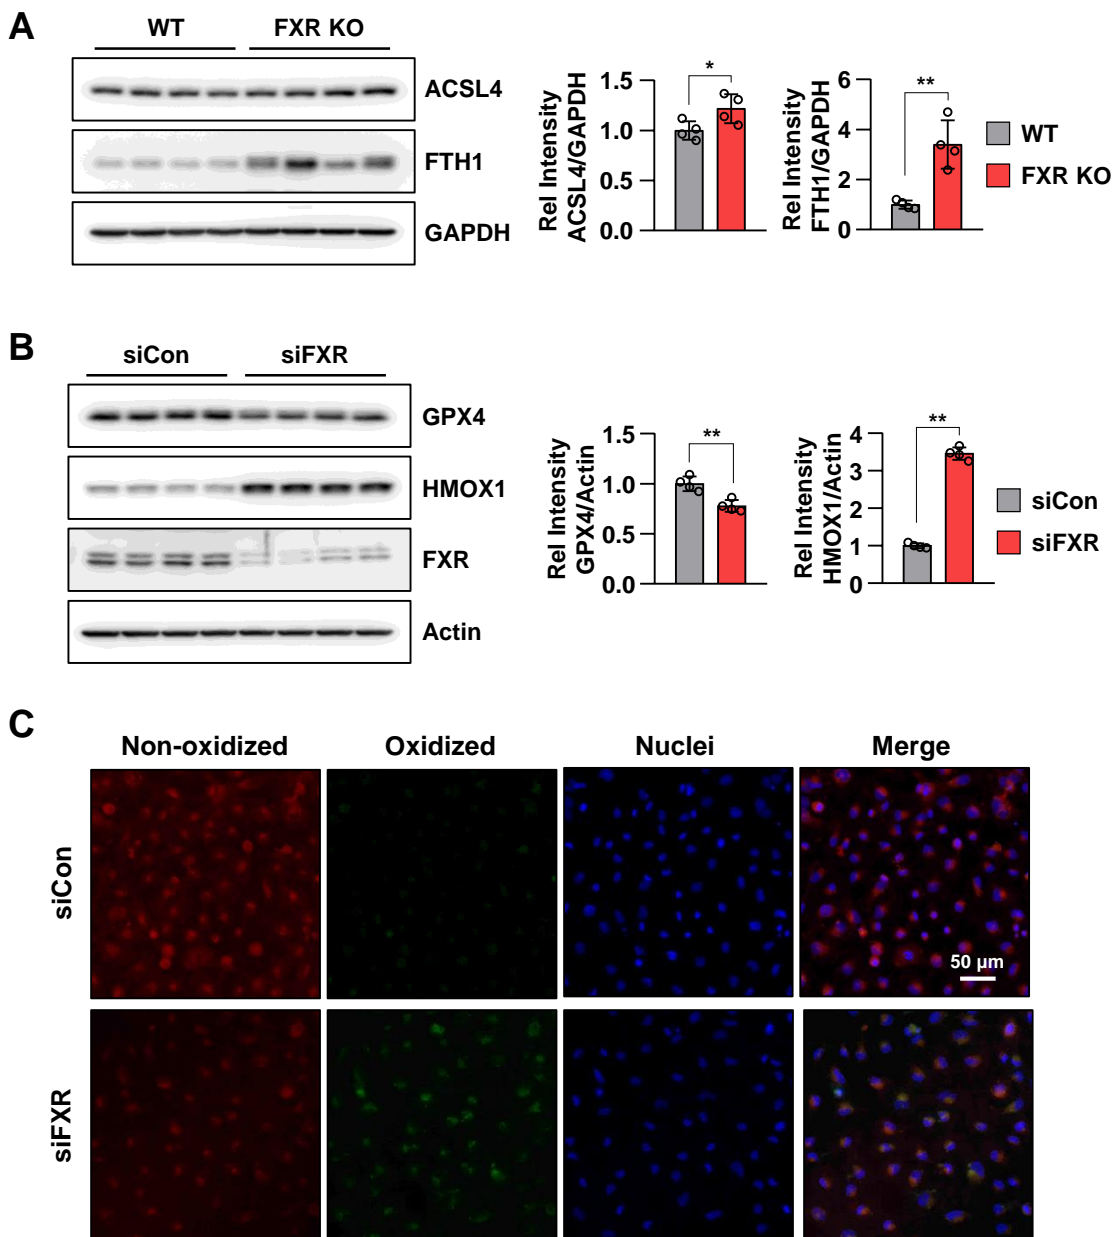 A
WT
FXR KO
ACSL4
FTH1
GAPDH
Rel Intensity
ACSL4/GAPDH
1.5
1.0
0.5
0.0
*
Rel Intensity
FTH1/GAPDH
6
4
2
0
**
WT
FXR KO
B
siCon
siFXR
GPX4
HMOX1
FXR
Actin
Rel Intensity
GPX4/Actin
1.5
1.0
0.5
0.0
**
Rel Intensity
HMOX1/Actin
4
3
2
1
0
**
siCon
siFXR
C
Non-oxidized
Oxidized
Nuclei
Merge
siCon
50 μm
siFXR